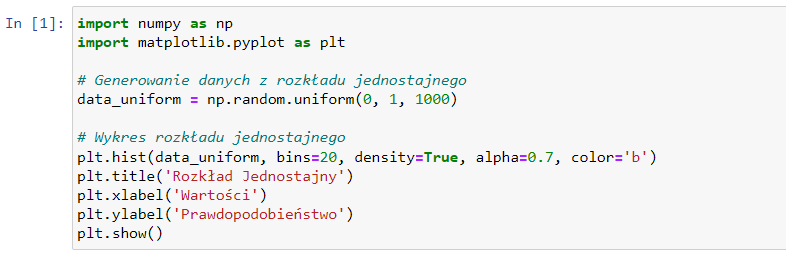 In [1]:
import numpy as np
import matplotlib.pyplot as plt
# Generowanie danych z rozkładu jednostajnego
data_uniform = np.random.uniform(0, 1, 1000)
# Wykres rozkładu jednostajnego
plt.hist(data_uniform, bins=20, density=True, alpha=0.7, color='b')
plt.title('Rozkład Jednostajny')
plt.xlabel('Wartości')
plt.ylabel('Prawdopodobieństwo')
plt.show()